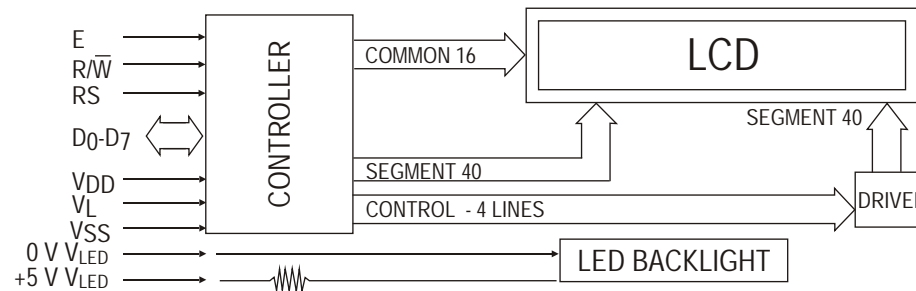 E
R/W̅
RS
D0-D7
VDD
VL
VSS
0 V VLED
+5 V VLED
CONTROLLER
COMMON 16
SEGMENT 40
CONTROL - 4 LINES
LCD
SEGMENT 40
DRIVER
LED BACKLIGHT